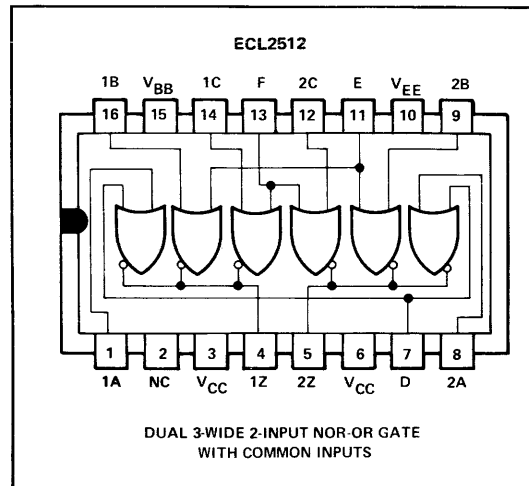 ECL2512
1B VBB 1C F 2C E VEE 2B
16 15 14 13 12 11 10 9
1 2 3 4 5 6 7 8
1A NC VCC 1Z 2Z VCC D 2A
DUAL 3-WIDE 2-INPUT NOR-OR GATE
WITH COMMON INPUTS